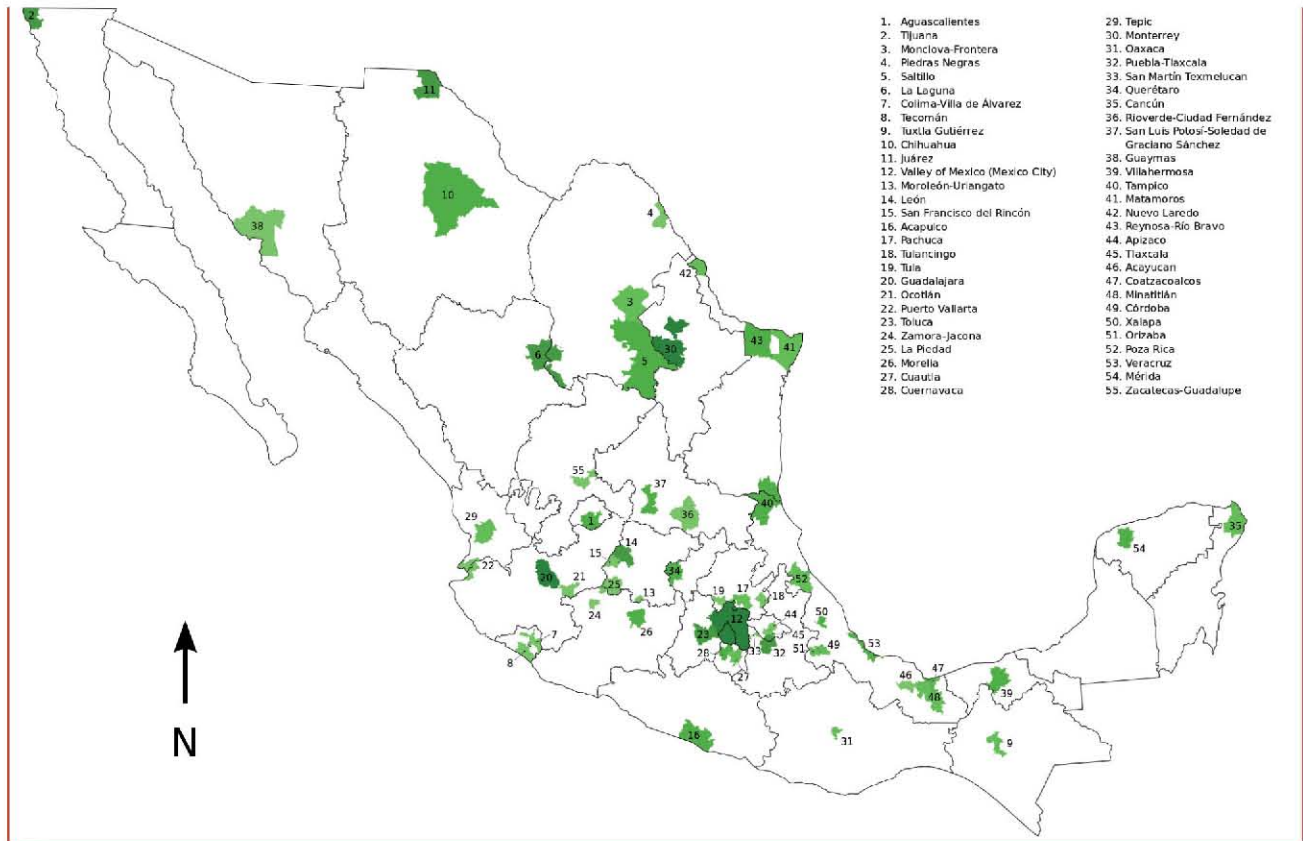 1. Aguascalientes
2. Tijuana
3. Monclova-Frontera
4. Piedras Negras
5. Saltillo
6. La Laguna
7. Colima-Villa de Álvarez
8. Tecomán
9. Tuxtla Gutiérrez
10. Chihuahua
11. Juárez
12. Valley of Mexico (Mexico City)
13. Moroleón-Uriangato
14. León
15. San Francisco del Rincón
16. Acapulco
17. Pachuca
18. Tulancingo
19. Tula
20. Guadalajara
21. Ocotlán
22. Puerto Vallarta
23. Toluca
24. Zamora-Jacona
25. La Piedad
26. Morelia
27. Cuautla
28. Cuernavaca
29. Tepic
30. Monterrey
31. Oaxaca
32. Puebla-Tlaxcala
33. San Martín Texmelucan
34. Querétaro
35. Cancún
36. Rioverde-Ciudad Fernández
37. San Luis Potosí-Soledad de
Graciano Sánchez
38. Guaymas
39. Villahermosa
40. Tampico
41. Matamoros
42. Nuevo Laredo
43. Reynosa-Río Bravo
44. Apizaco
45. Tlaxcala
46. Acayucan
47. Coatzacoalcos
48. Minatitlán
49. Córdoba
50. Xalapa
51. Orizaba
52. Poza Rica
53. Veracruz
54. Mérida
55. Zacatecas-Guadalupe
2
11
10
4
38
42
3
43
41
30
6
5
55
37
40
36
1
29
35
54
14
15
22
20
34
52
21
25
13
19
17
18
24
26
12
44
50
23
45
7
53
28
33
32
51
49
8
27
47
46
48
39
16
31
9
N